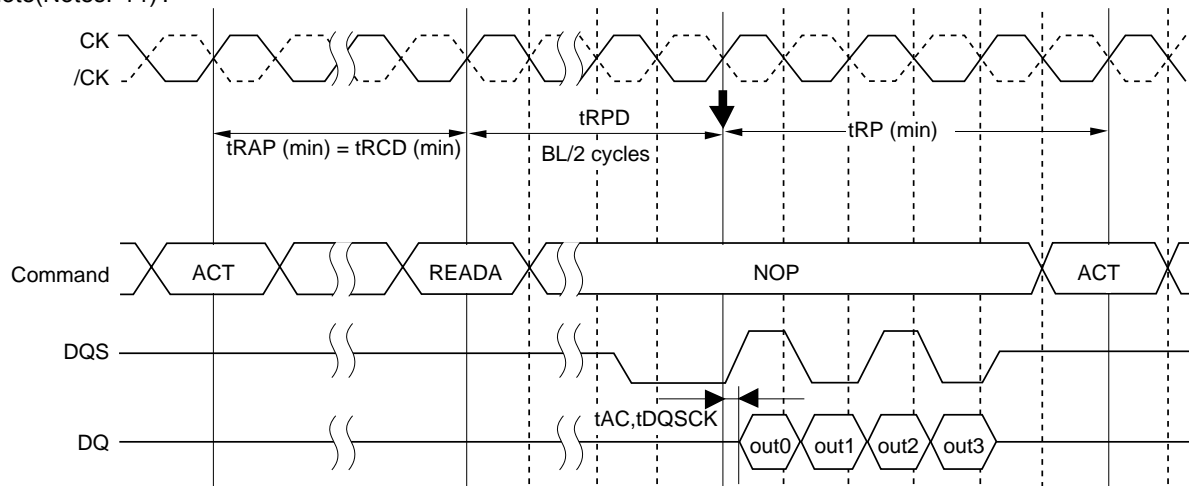 CK
/CK
tRPD
tRP (min)
tRAP (min) = tRCD (min)
BL/2 cycles
Command
ACT
READA
NOP
ACT
DQS
tAC,tDQSCK
DQ
out0
out1
out2
out3